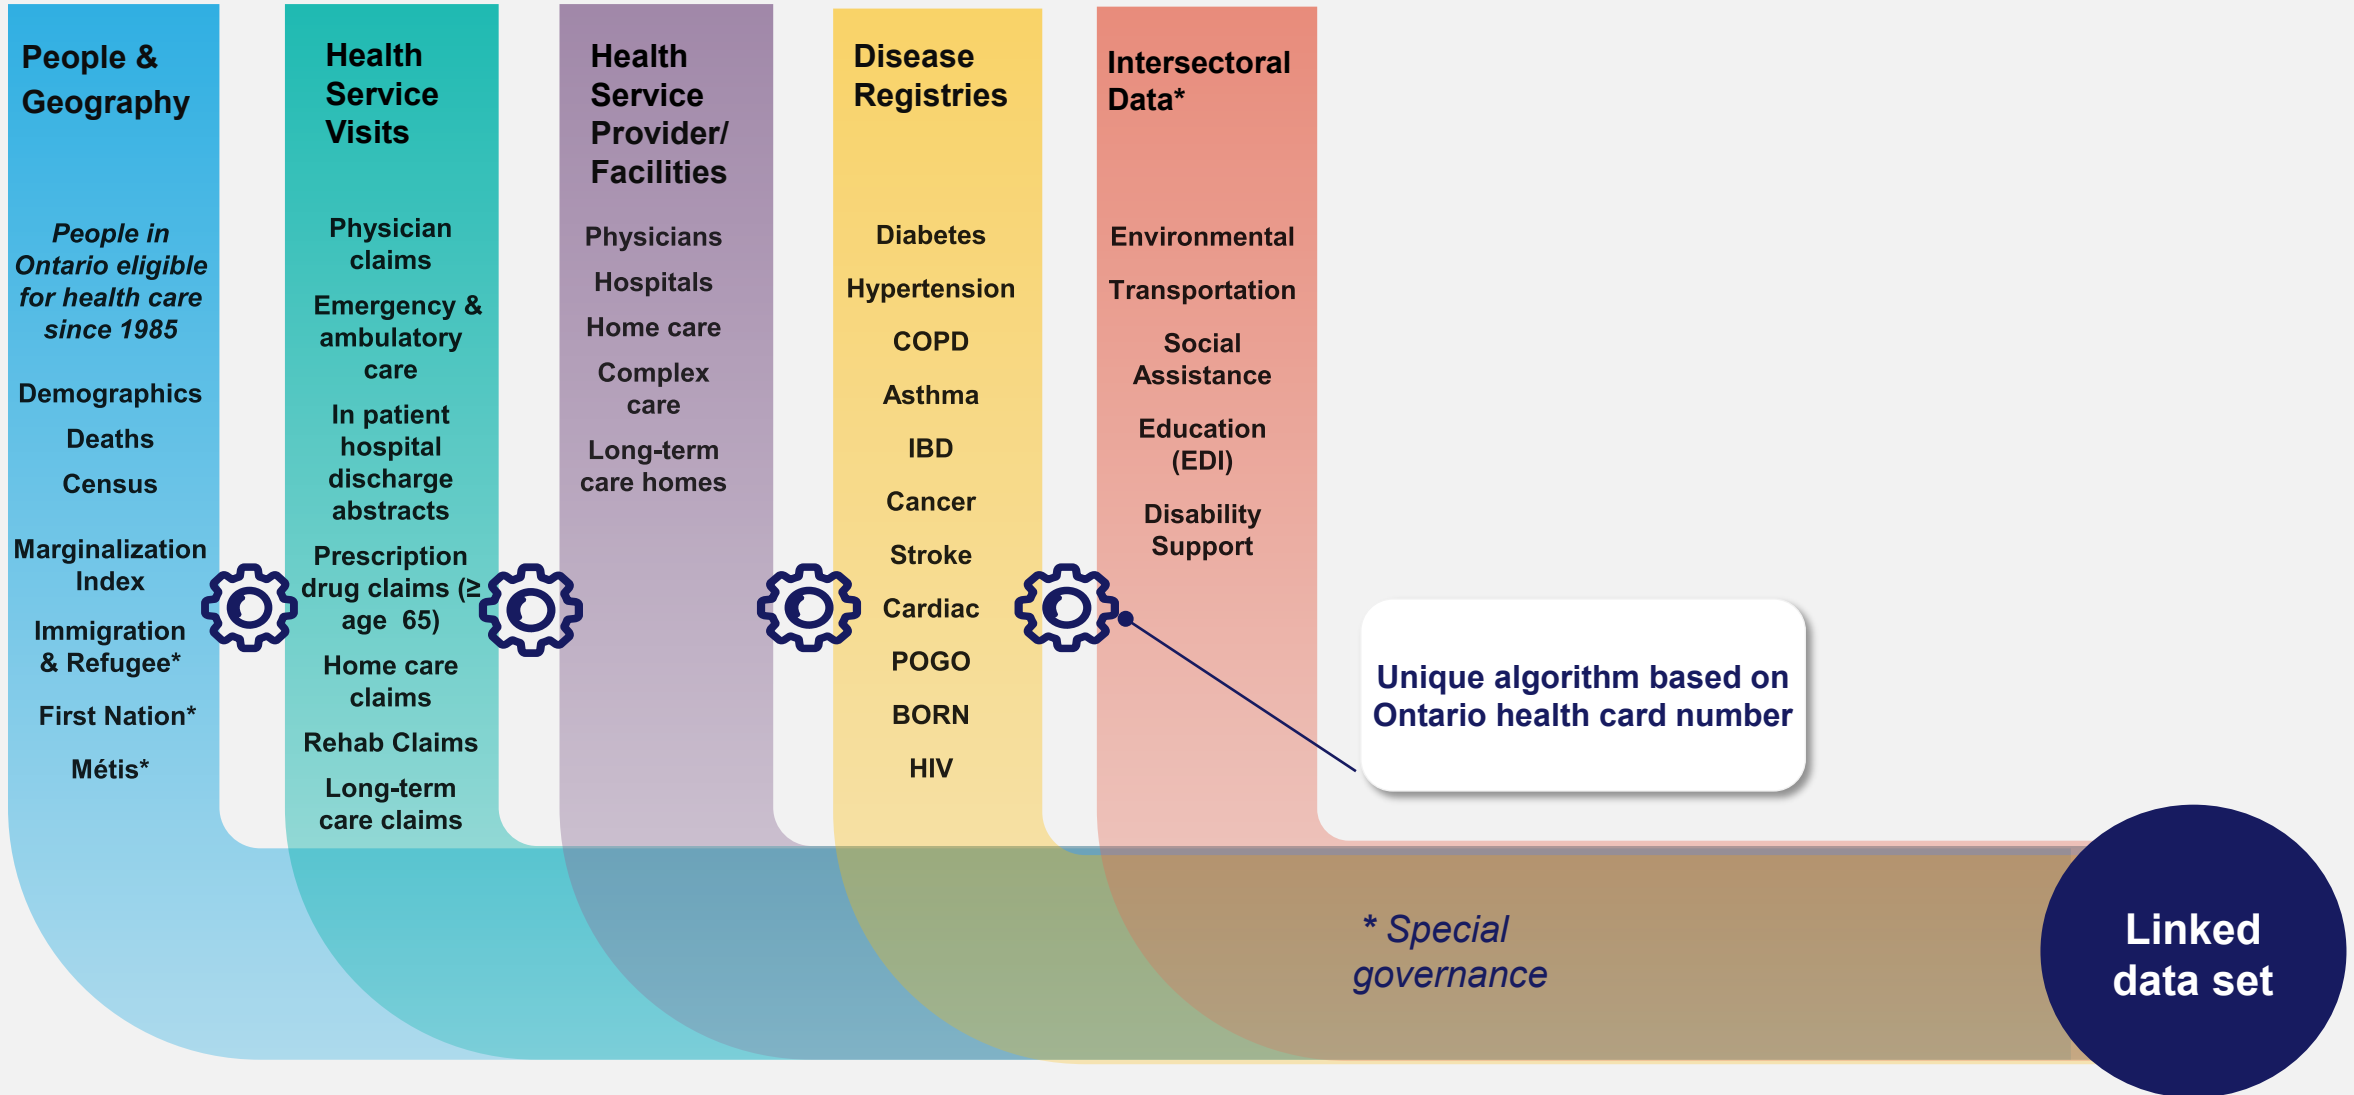 People &
Geography
People in
Ontario eligible
for health care
since 1985
Demographics
Deaths
Census
Marginalization
Index
Immigration
& Refugee*
First Nation*
Métis*
Health
Service
Visits
Physician
claims
Emergency &
ambulatory
care
In patient
hospital
discharge
abstracts
Prescription
drug claims (≥
age 65)
Home care
claims
Rehab Claims
Long-term
care claims
Health
Service
Provider/
Facilities
Physicians
Hospitals
Home care
Complex
care
Long-term
care homes
Disease
Registries
Diabetes
Hypertension
COPD
Asthma
IBD
Cancer
Stroke
Cardiac
POGO
BORN
HIV
Intersectoral
Data*
Environmental
Transportation
Social
Assistance
Education
(EDI)
Disability
Support
Unique algorithm based on
Ontario health card number
* Special
governance
Linked
data set